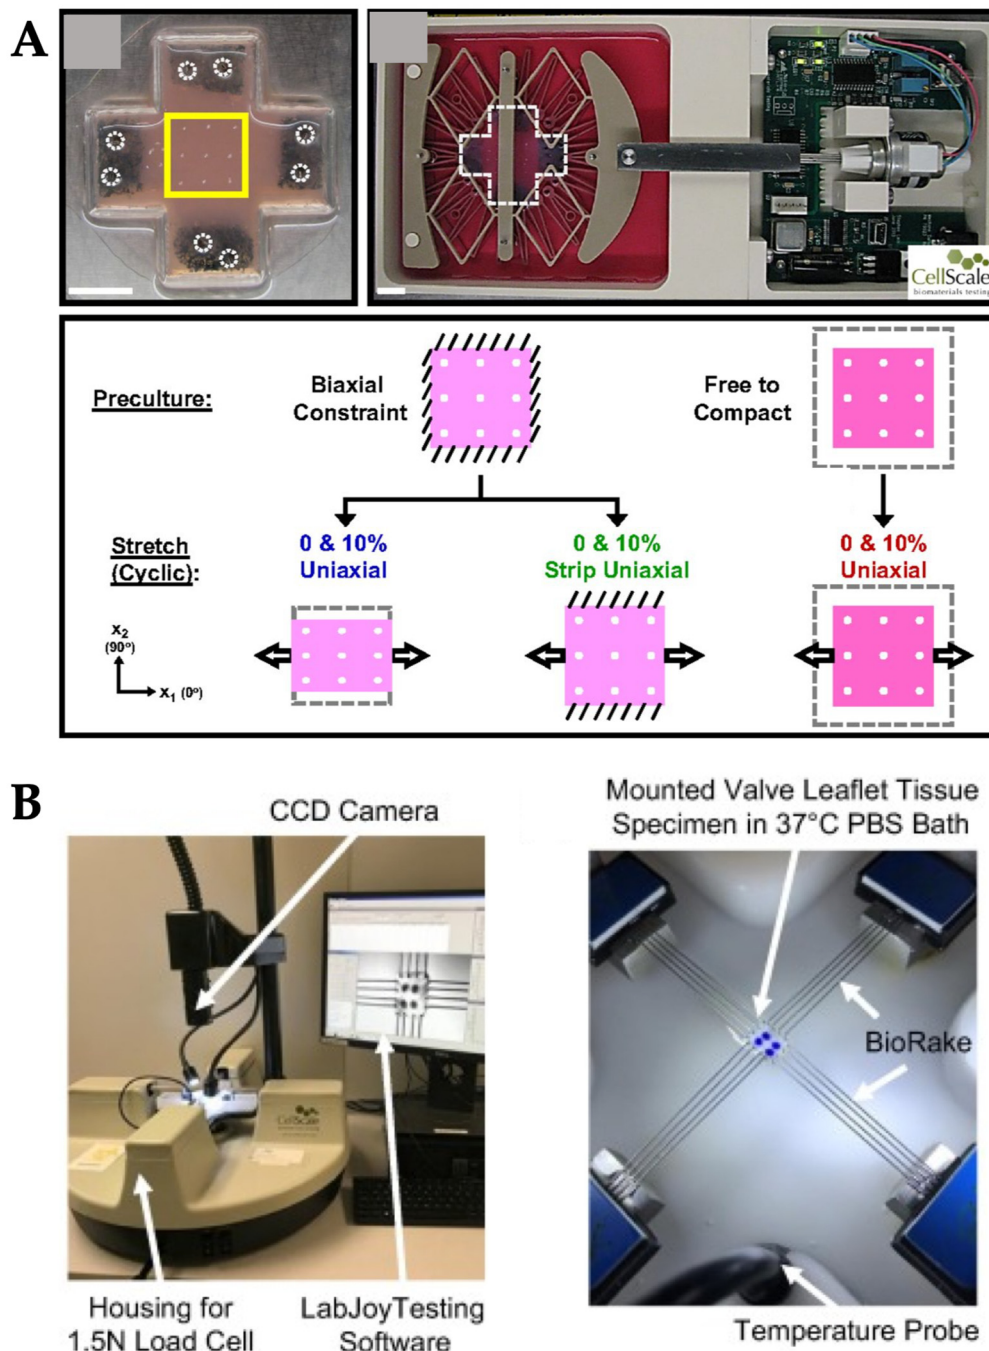 A
CellScale
biomaterials testing
Preculture:
Biaxial
Constraint
Free to
Compact
Stretch
(Cyclic):
0 & 10%
Uniaxial
0 & 10%
Strip Uniaxial
0 & 10%
Uniaxial
x2
(90°)
x1 (0°)
B
CCD Camera
Mounted Valve Leaflet Tissue
Specimen in 37°C PBS Bath
CellScale
BioRake
Housing for
1.5N Load Cell
LabJoyTesting
Software
Temperature Probe